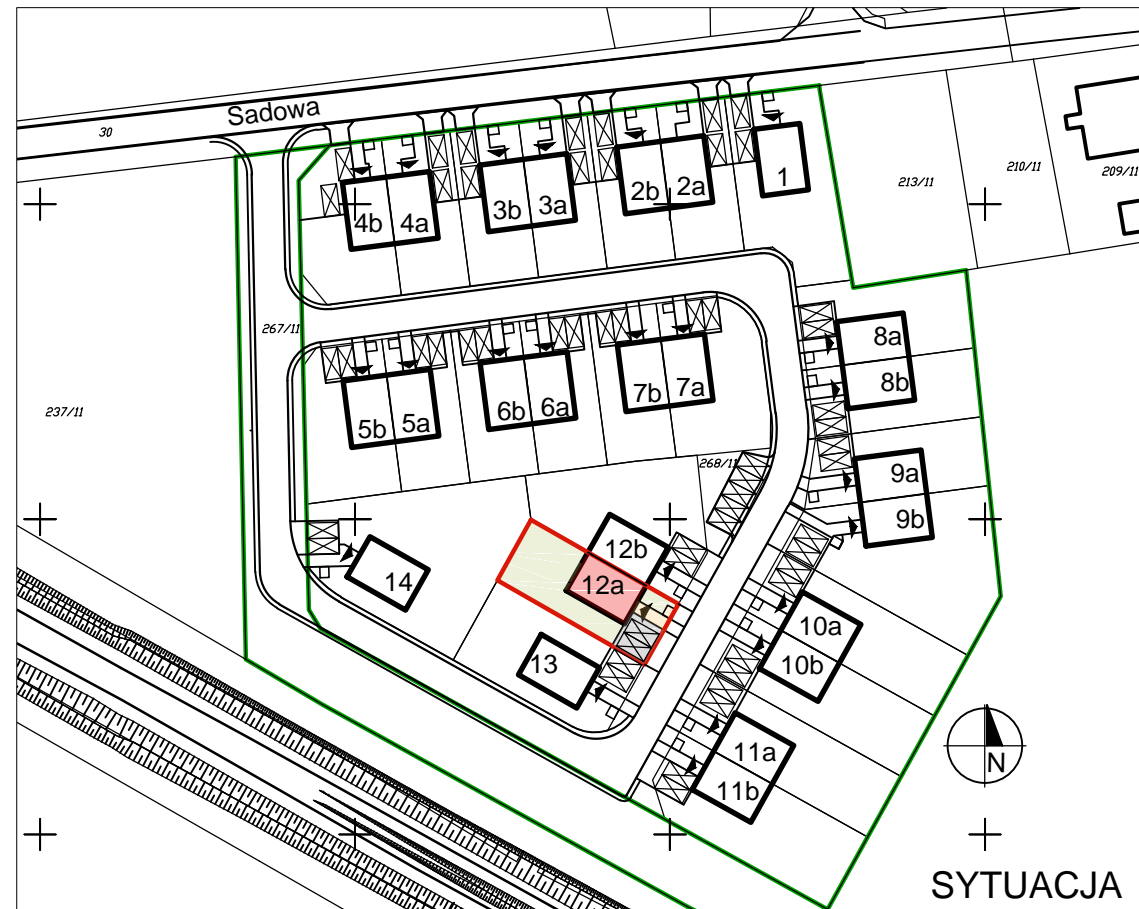 Sadowa
30
213/11
210/11
209/11
4b 4a
3b 3a
2b 2a
1
267/11
237/11
8a
8b
5b 5a
6b 6a
7b 7a
268/11
9a
9b
12b
12a
14
13
10a
10b
11a
11b
N
SYTUACJA